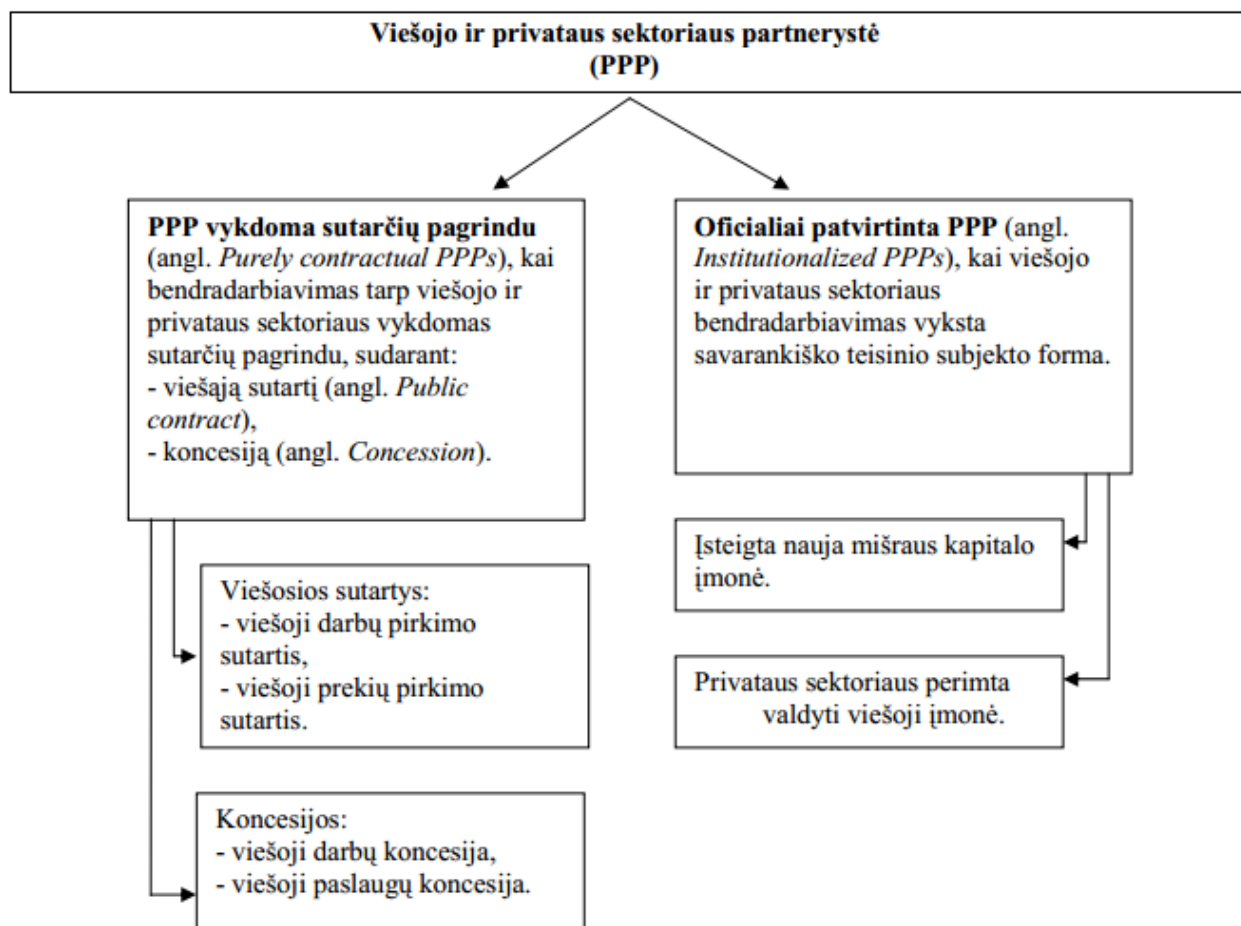 Viešojo ir privataus sektoriaus partnerystė
(PPP)
PPP vykdoma sutarčių pagrindu
(angl. Purely contractual PPPs), kai
bendradarbiavimas tarp viešojo ir
privataus sektoriaus vykdomas
sutarčių pagrindu, sudarant:
- viešąją sutartį (angl. Public
contract),
- koncesiją (angl. Concession).
Oficialiai patvirtinta PPP (angl.
Institutionalized PPPs), kai viešojo
ir privataus sektoriaus
bendradarbiavimas vyksta
savarankiško teisinio subjekto forma.
Viešosios sutartys:
- viešoji darbų pirkimo
sutartis,
- viešoji prekių pirkimo
sutartis.
Koncesijos:
- viešoji darbų koncesija,
- viešoji paslaugų koncesija.
Įsteigta nauja mišraus kapitalo
įmonė.
Privataus sektoriaus perimta
valdyti viešoji įmonė.